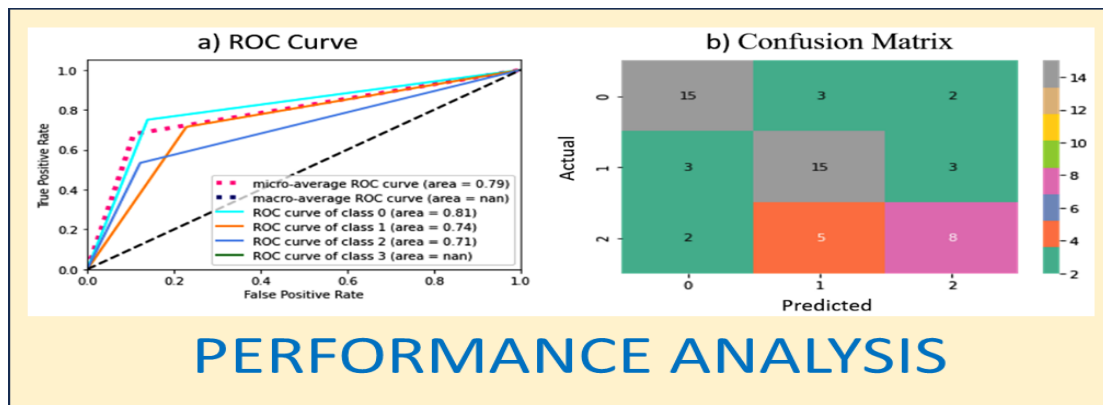 a) ROC Curve
1.0
0.8
0.6
0.4
0.2
0.0
True Positive Rate
micro-average ROC curve (area = 0.79)
macro-average ROC curve (area = nan)
ROC curve of class 0 (area = 0.81)
ROC curve of class 1 (area = 0.74)
ROC curve of class 2 (area = 0.71)
ROC curve of class 3 (area = nan)
0.0 0.2 0.4 0.6 0.8 1.0
False Positive Rate
b) Confusion Matrix
Actual
0 15 3 2
1 3 15 3
2 2 5 8
0 1 2
Predicted
14
12
10
8
6
4
2
PERFORMANCE ANALYSIS